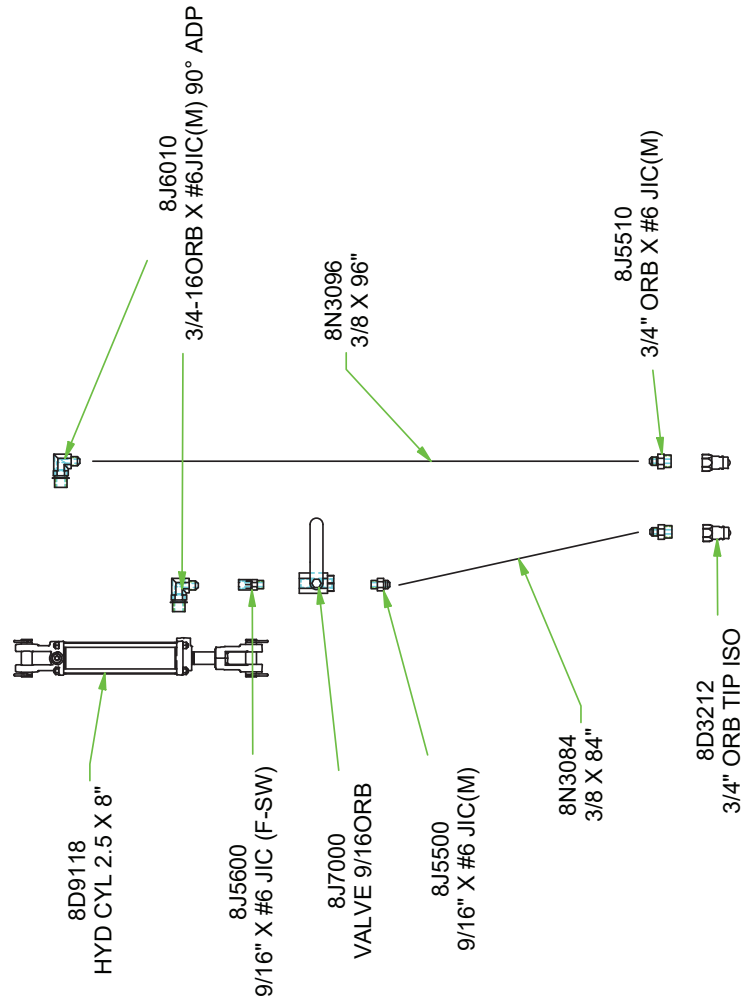 8J6010
3/4-16ORB X #6JIC(M) 90° ADP
8N3096
3/8 X 96"
8J5510
3/4" ORB X #6 JIC(M)
8D9118
HYD CYL 2.5 X 8"
8J5600
9/16" X #6 JIC (F-SW)
8J7000
VALVE 9/16ORB
8J5500
9/16" X #6 JIC(M)
8N3084
3/8 X 84"
8D3212
3/4" ORB TIP ISO